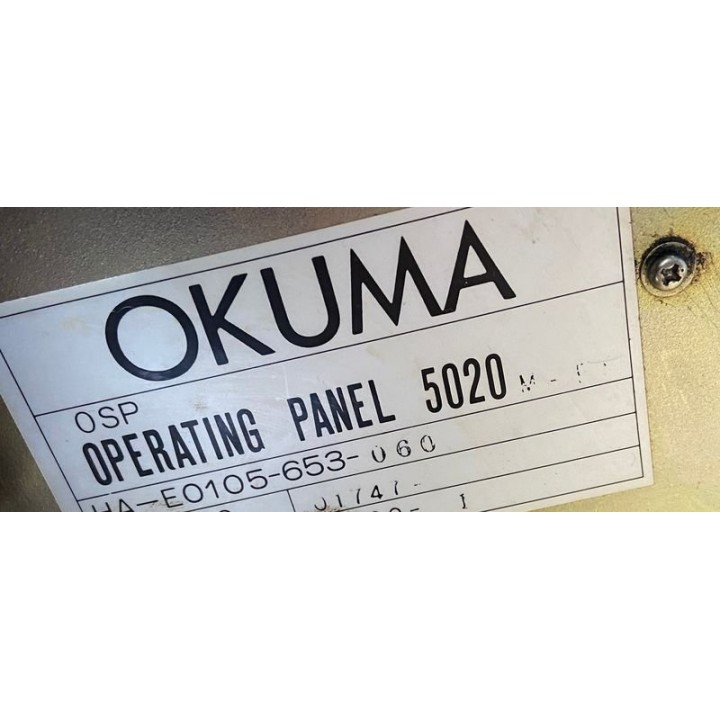 OKUMA
OSP
OPERATING PANEL 5020
HA-E0105-653-060